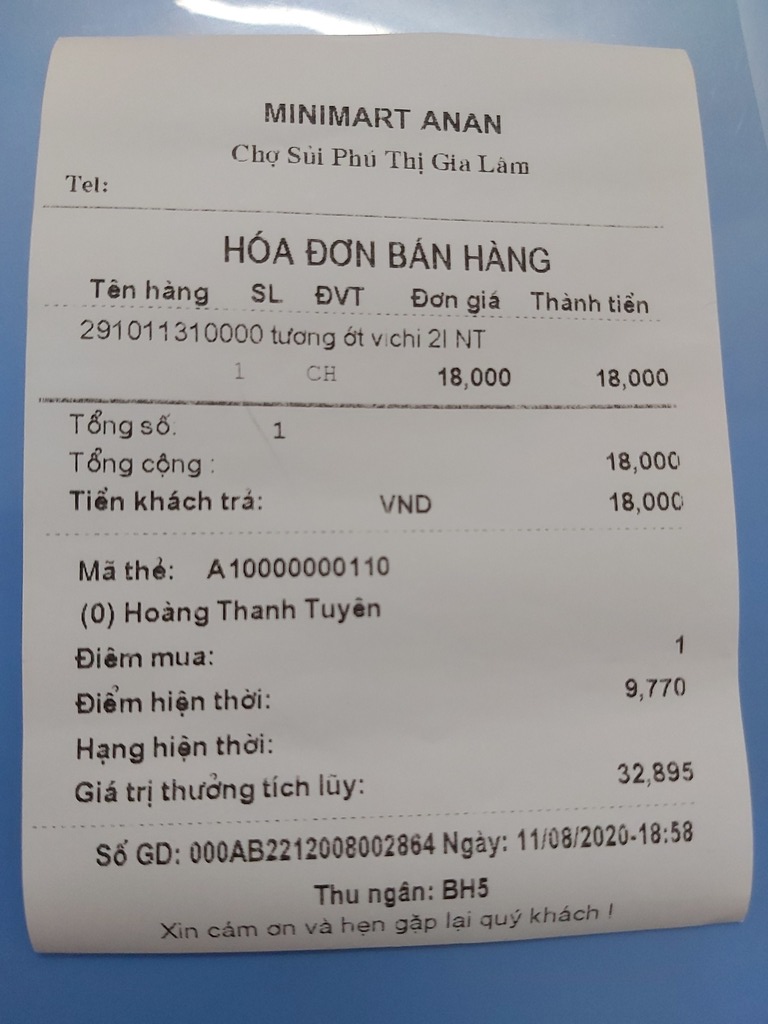 MINIMART ANAN
Chợ Sủi Phú Thị Gia Lâm
Tel:
HÓA ĐƠN BÁN HÀNG
Tên hàng SL ĐVT Đơn giá Thành tiền
291011310000 tương ớt vichi 2l NT
1 CH 18,000 18,000
Tổng số: 1
Tổng cộng : 18,000
Tiền khách trả: VND 18,000
Mã thẻ: A10000000110
(0) Hoàng Thanh Tuyên
Điểm mua: 1
Điểm hiện thời: 9,770
Hạng hiện thời:
Giá trị thưởng tích lũy: 32,895
Số GD: 000AB2212008002864 Ngày: 11/08/2020-18:58
Thu ngân: BH5
Xin cám ơn và hẹn gặp lại quý khách !